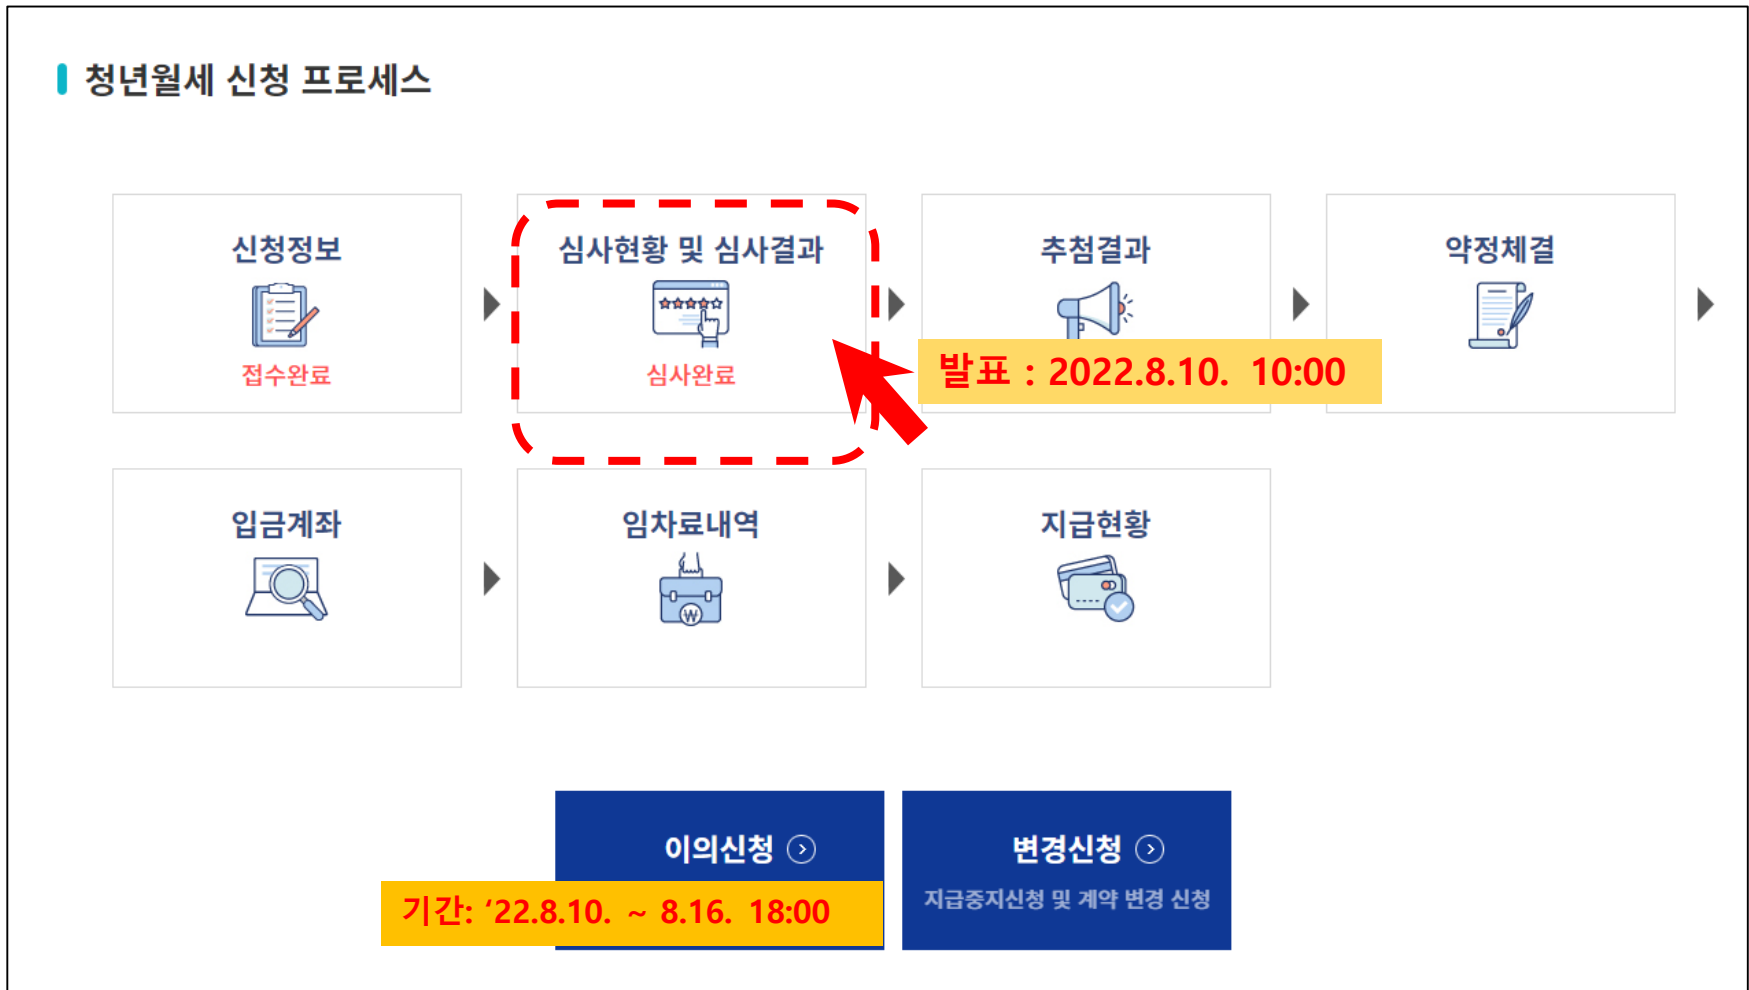 청년월세 신청 프로세스
신청정보
접수완료
심사현황 및 심사결과
심사완료
추첨결과
약정체결
발표 : 2022.8.10. 10:00
입금계좌
임차료내역
₩
지급현황
이의신청
기간: ‘22.8.10. ~ 8.16. 18:00
변경신청
지급중지신청 및 계약 변경 신청